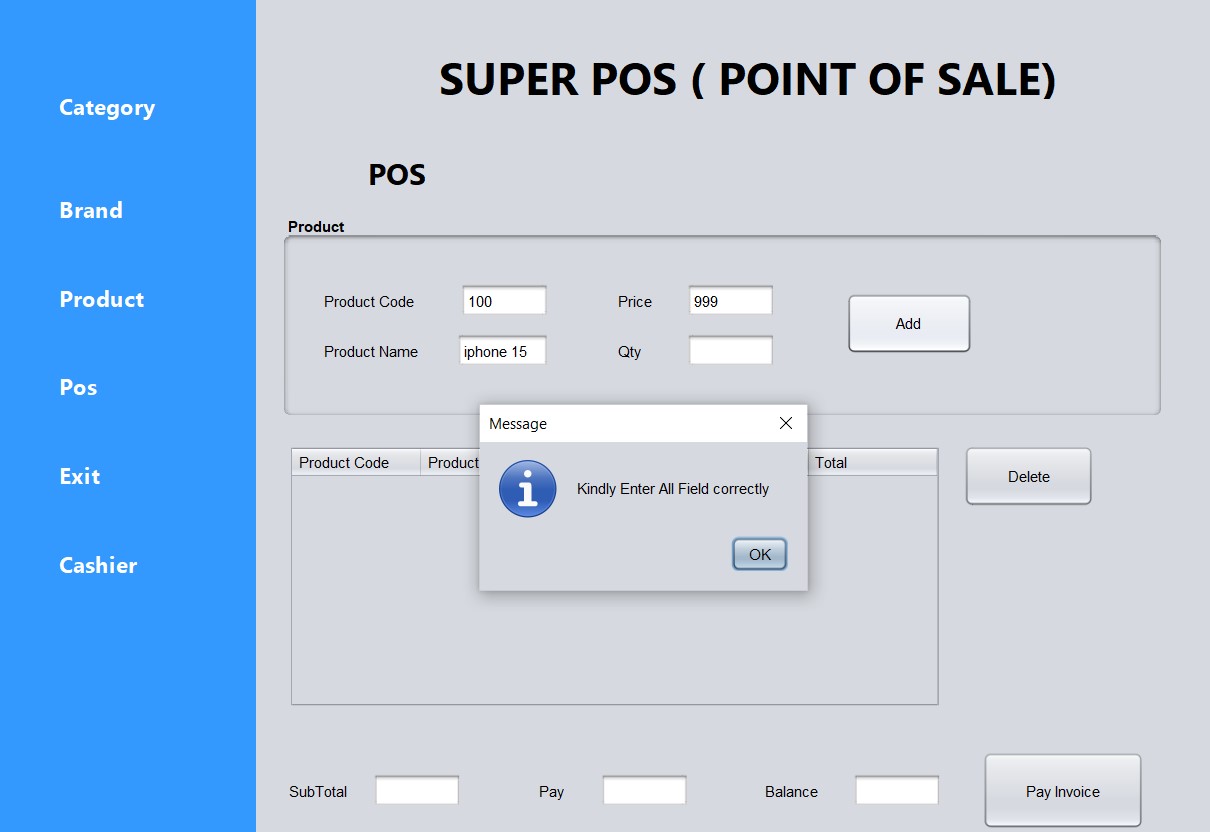 SUPER POS ( POINT OF SALE)
Category
POS
Brand
Product
Product
Product Code 100 Price 999 Add
Product Name iphone 15 Qty
Pos
Message
Product Code Product Total Delete
Exit
Kindly Enter All Field correctly
OK
Cashier
SubTotal Pay Balance Pay Invoice